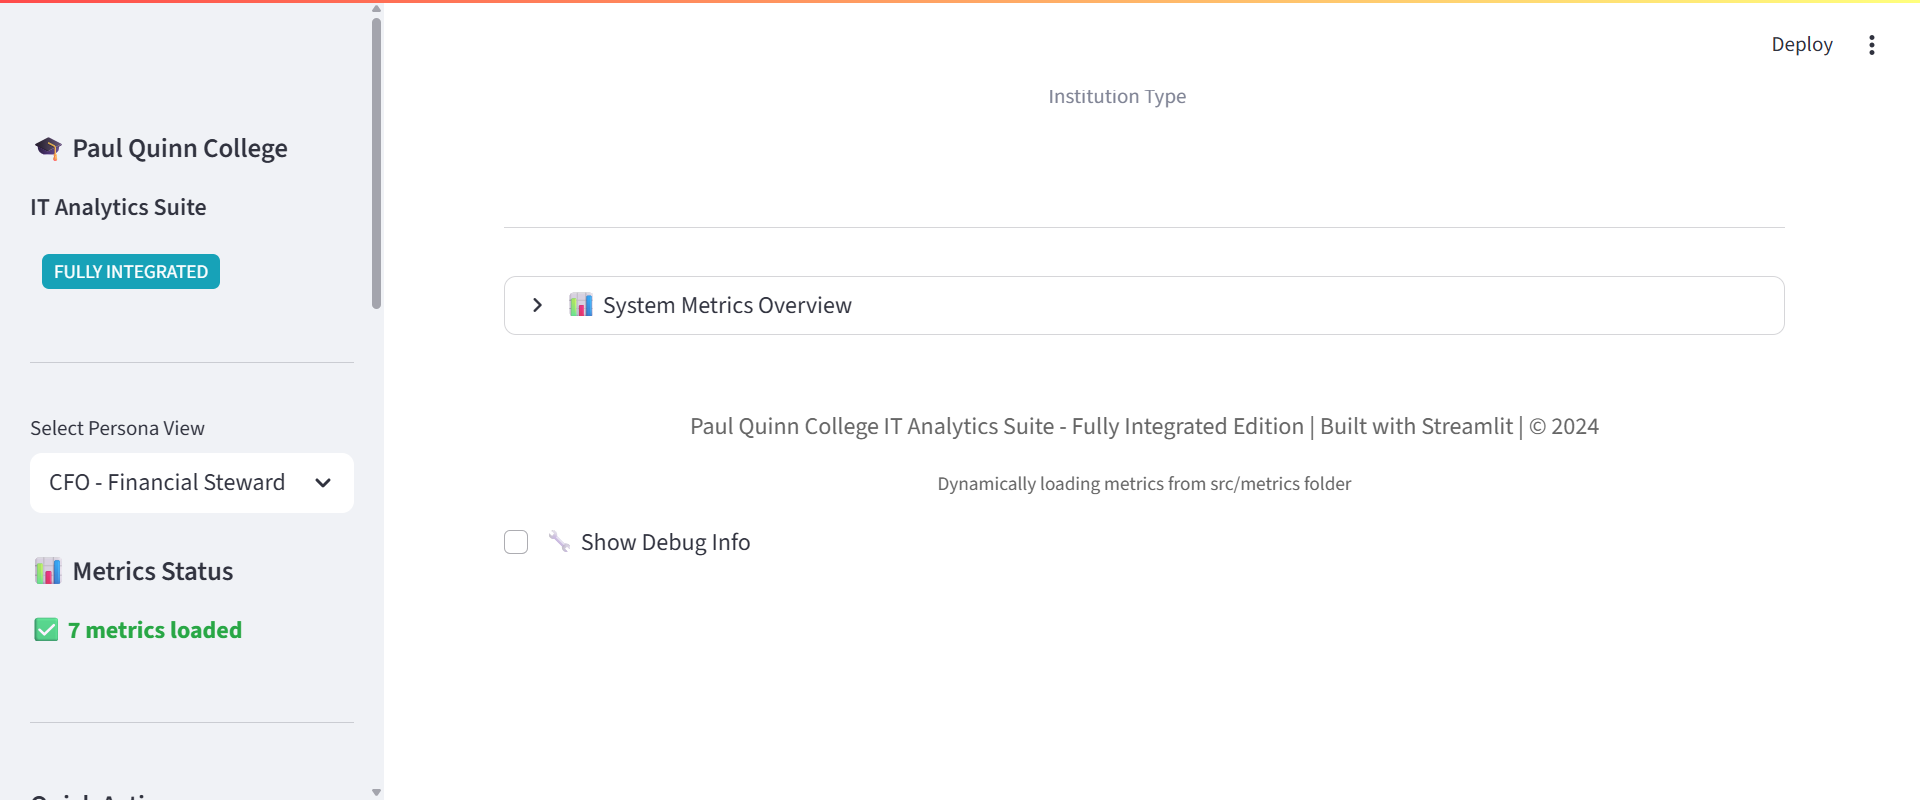 Paul Quinn College
IT Analytics Suite
FULLY INTEGRATED
Select Persona View
CFO - Financial Steward
Metrics Status
7 metrics loaded
Deploy
Institution Type
System Metrics Overview
Paul Quinn College IT Analytics Suite - Fully Integrated Edition | Built with Streamlit | © 2024
Dynamically loading metrics from src/metrics folder
Show Debug Info